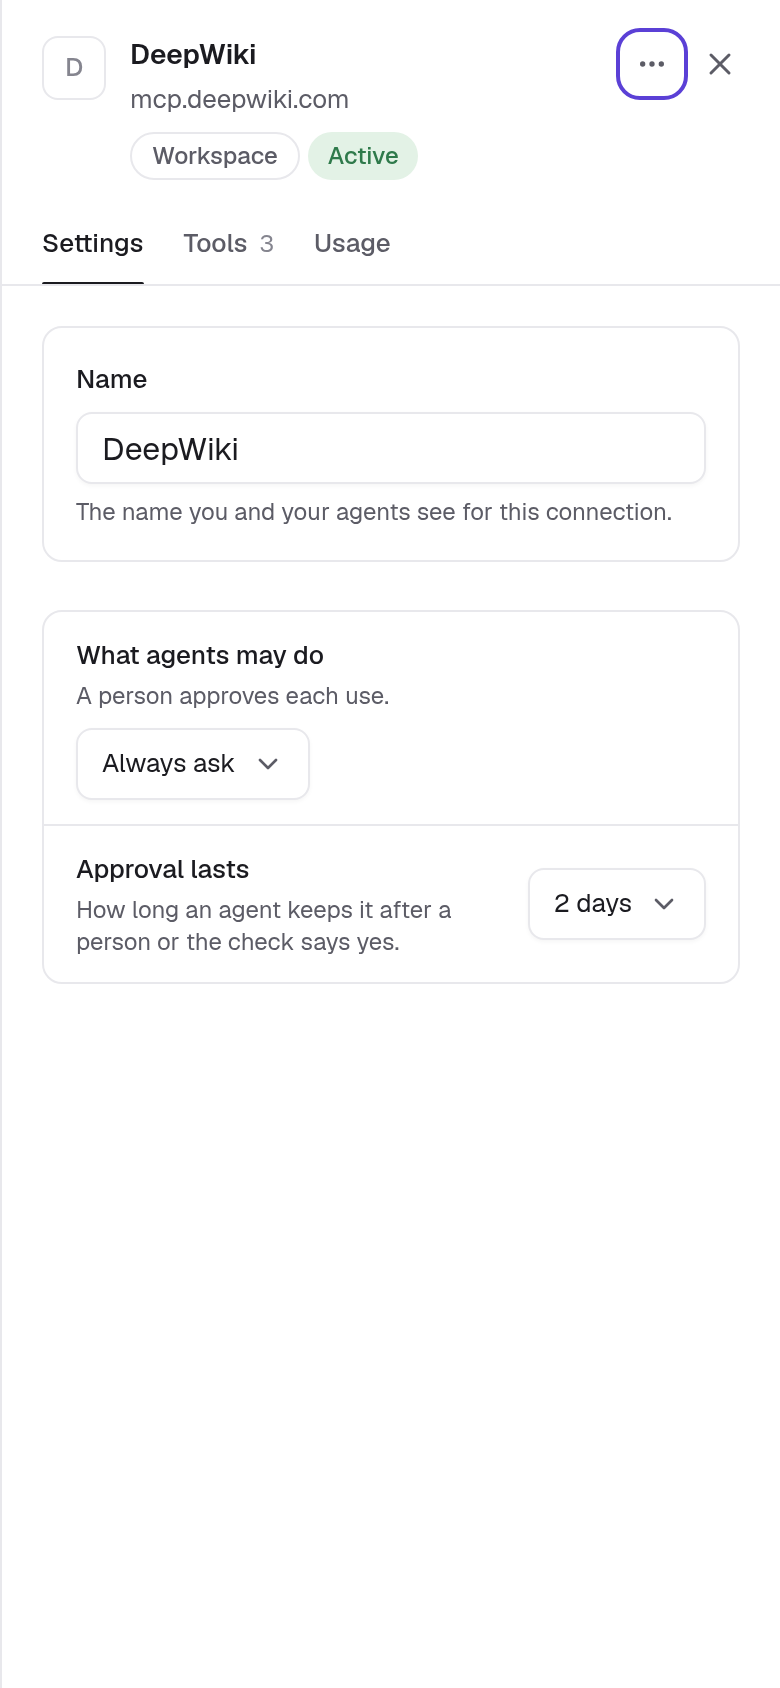 D
DeepWiki
mcp.deepwiki.com
Workspace
Active
Settings
Tools 3
Usage
Name
DeepWiki
The name you and your agents see for this connection.
What agents may do
A person approves each use.
Always ask
Approval lasts
How long an agent keeps it after a
person or the check says yes.
2 days